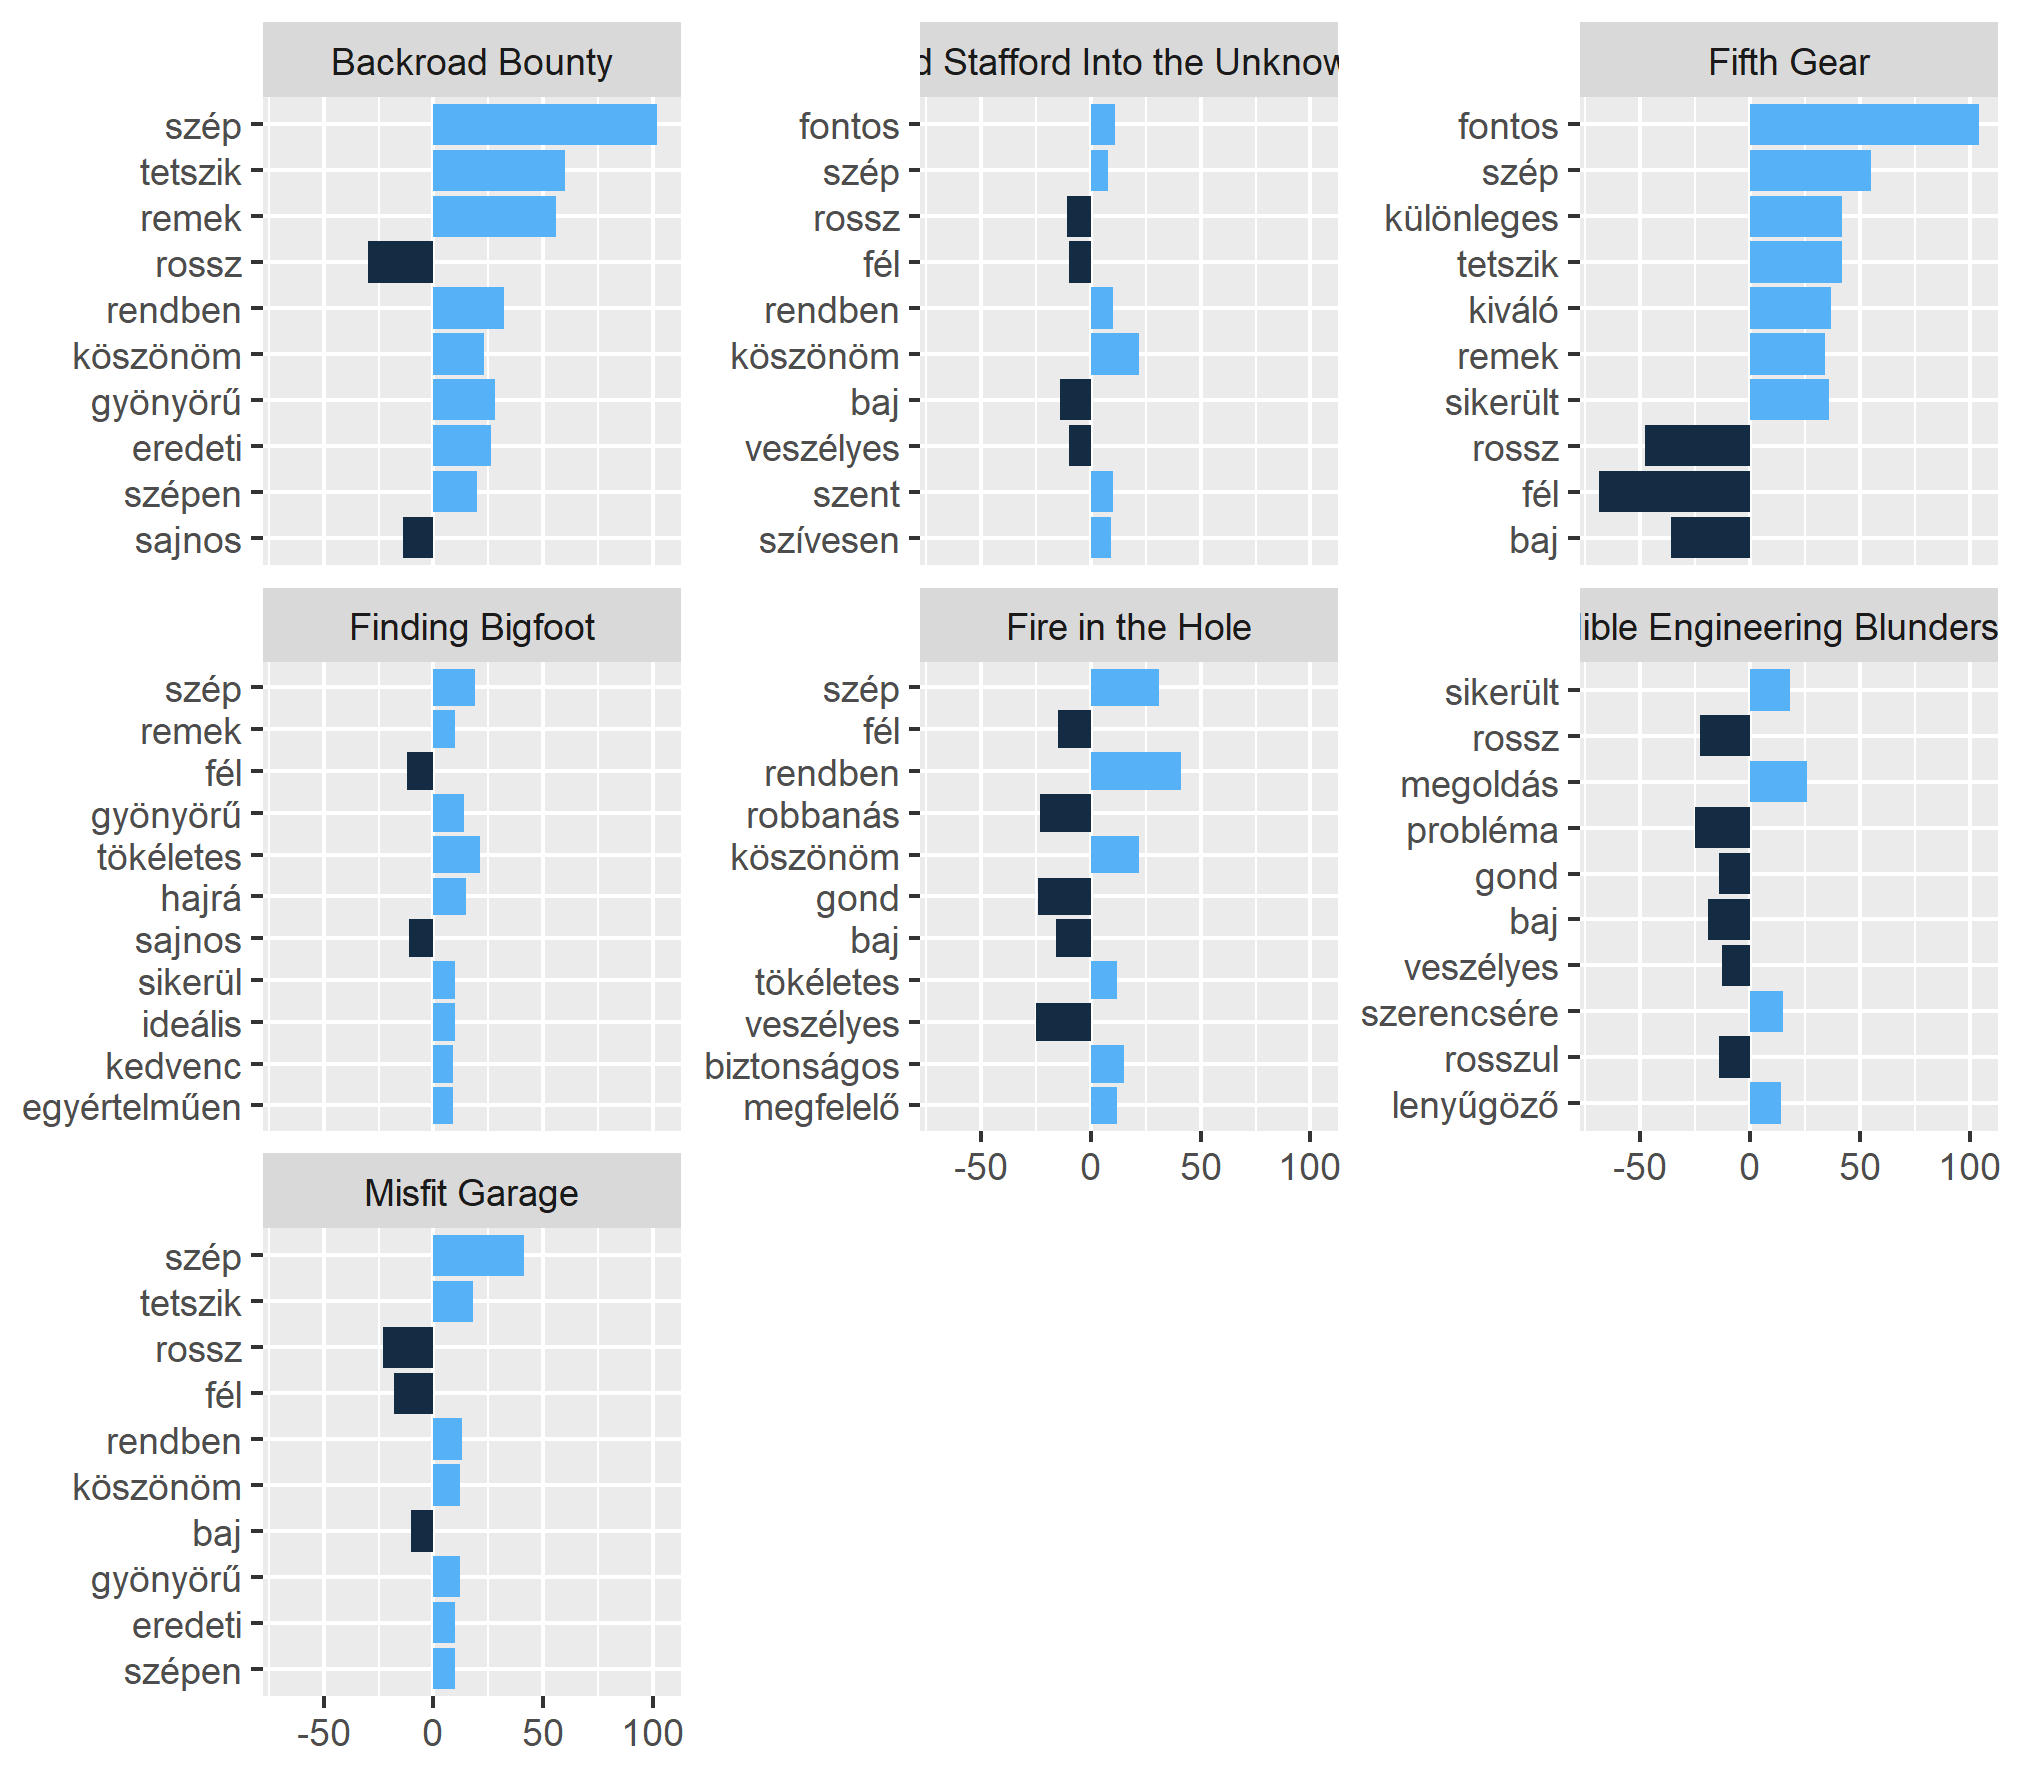 Backroad Bounty
szép
tetszik
remek
rossz
rendben
köszönöm
gyönyörű
eredeti
szépen
sajnos
d Stafford Into the Unknow
fontos
szép
rossz
fél
rendben
köszönöm
baj
veszélyes
szent
szívesen
Fifth Gear
fontos
szép
különleges
tetszik
kiváló
remek
sikerült
rossz
fél
baj
Finding Bigfoot
szép
remek
fél
gyönyörű
tökéletes
hajrá
sajnos
sikerül
ideális
kedvenc
egyértelműen
Fire in the Hole
szép
fél
rendben
robbanás
köszönöm
gond
baj
tökéletes
veszélyes
biztonságos
megfelelő
-50 0 50 100
ible Engineering Blunders
sikerült
rossz
megoldás
probléma
gond
baj
veszélyes
szerencsére
rosszul
lenyűgöző
-50 0 50 100
Misfit Garage
szép
tetszik
rossz
fél
rendben
köszönöm
baj
gyönyörű
eredeti
szépen
-50 0 50 100